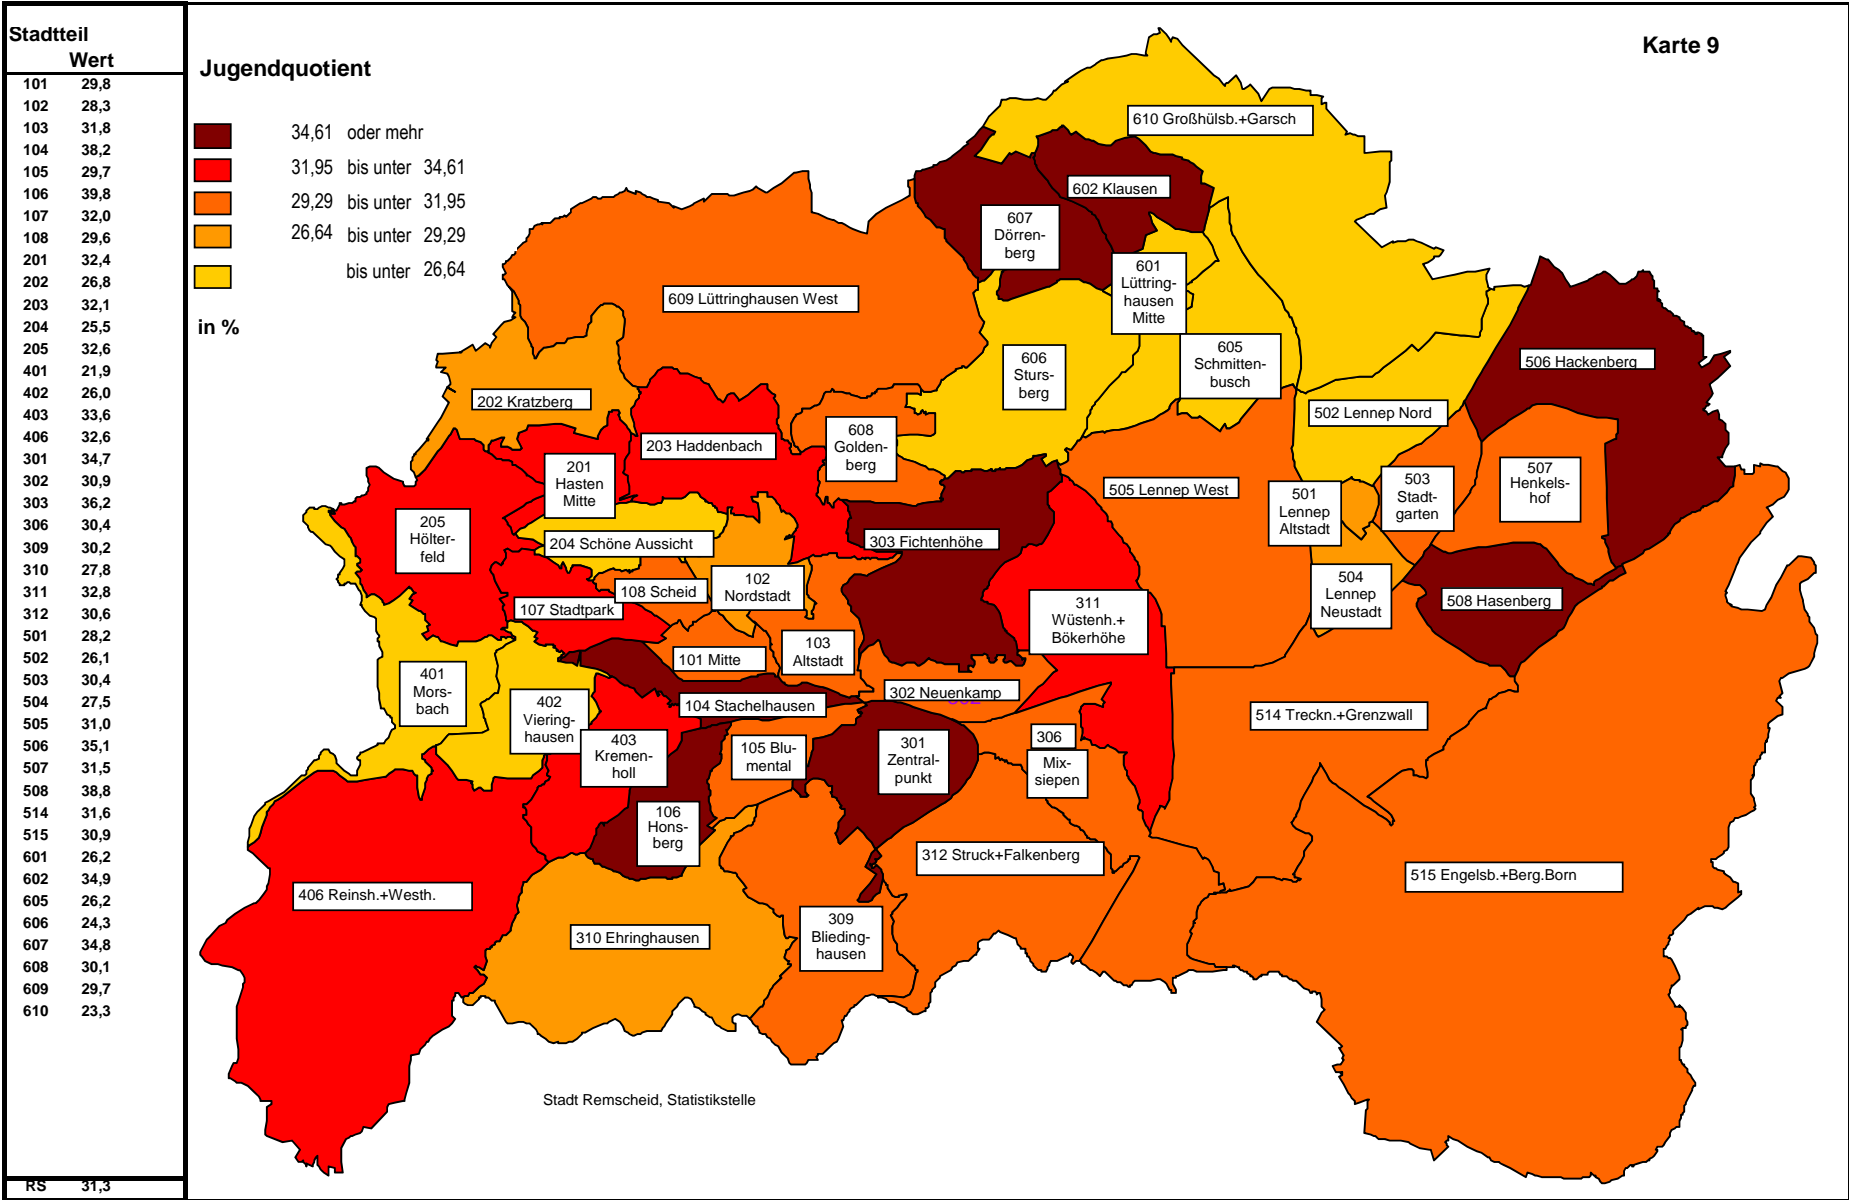 Stadtteil
Wert
101 29,8
102 28,3
103 31,8
104 38,2
105 29,7
106 39,8
107 32,0
108 29,6
201 32,4
202 26,8
203 32,1
204 25,5
205 32,6
401 21,9
402 26,0
403 33,6
406 32,6
301 34,7
302 30,9
303 36,2
306 30,4
309 30,2
310 27,8
311 32,8
312 30,6
501 28,2
502 26,1
503 30,4
504 27,5
505 31,0
506 35,1
507 31,5
508 38,8
514 31,6
515 30,9
601 26,2
602 34,9
605 26,2
606 24,3
607 34,8
608 30,1
609 29,7
610 23,3
RS 31,3
Jugendquotient
34,61 oder mehr
31,95 bis unter 34,61
29,29 bis unter 31,95
26,64 bis unter 29,29
bis unter 26,64
in %
Karte 9
610 Großhülsb.+Garsch
602 Klausen
607
Dörren-
berg
601
Lüttring-
hausen
Mitte
609 Lüttringhausen West
605
Schmitten-
busch
606
Sturs-
berg
506 Hackenberg
202 Kratzberg
502 Lennep Nord
203 Haddenbach
608
Golden-
berg
201
Hasten
Mitte
505 Lennep West
501
Lennep
Altstadt
503
Stadt-
garten
507
Henkels-
hof
205
Hölter-
feld
204 Schöne Aussicht
303 Fichtenhöhe
102
Nordstadt
108 Scheid
107 Stadtpark
504
Lennep
Neustadt
508 Hasenberg
311
Wüstenh.+
Bökerhöhe
103
Altstadt
101 Mitte
401
Mors-
bach
302 Neuenkamp
104 Stachelhausen
402
Viering-
hausen
514 Treckn.+Grenzwall
403
Kremen-
holl
105 Blu-
mental
301
Zentral-
punkt
306
Mix-
siepen
106
Hons-
berg
312 Struck+Falkenberg
515 Engelsb.+Berg.Born
406 Reinsh.+Westh.
310 Ehringhausen
309
Blieding-
hausen
Stadt Remscheid, Statistikstelle